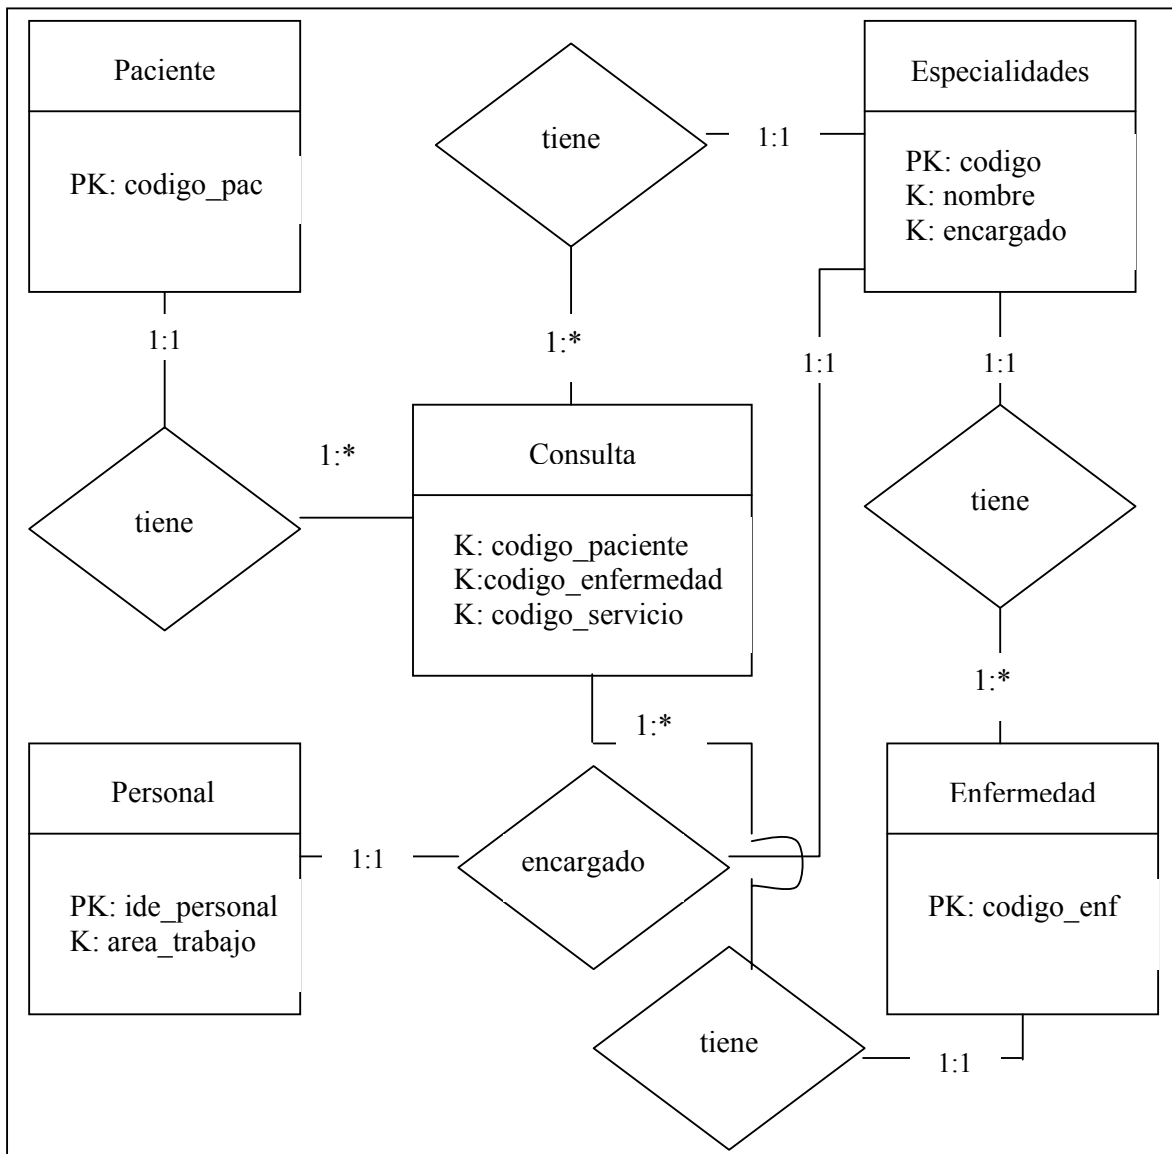 Paciente
PK: codigo_pac
tiene
1:1
Especialidades
PK: codigo
K: nombre
K: encargado
1:1
1:*
1:1
1:1
tiene
1:*
Consulta
K: codigo_paciente
K:codigo_enfermedad
K: codigo_servicio
tiene
1:*
1:*
Personal
PK: ide_personal
K: area_trabajo
1:1
encargado
Enfermedad
PK: codigo_enf
tiene
1:1